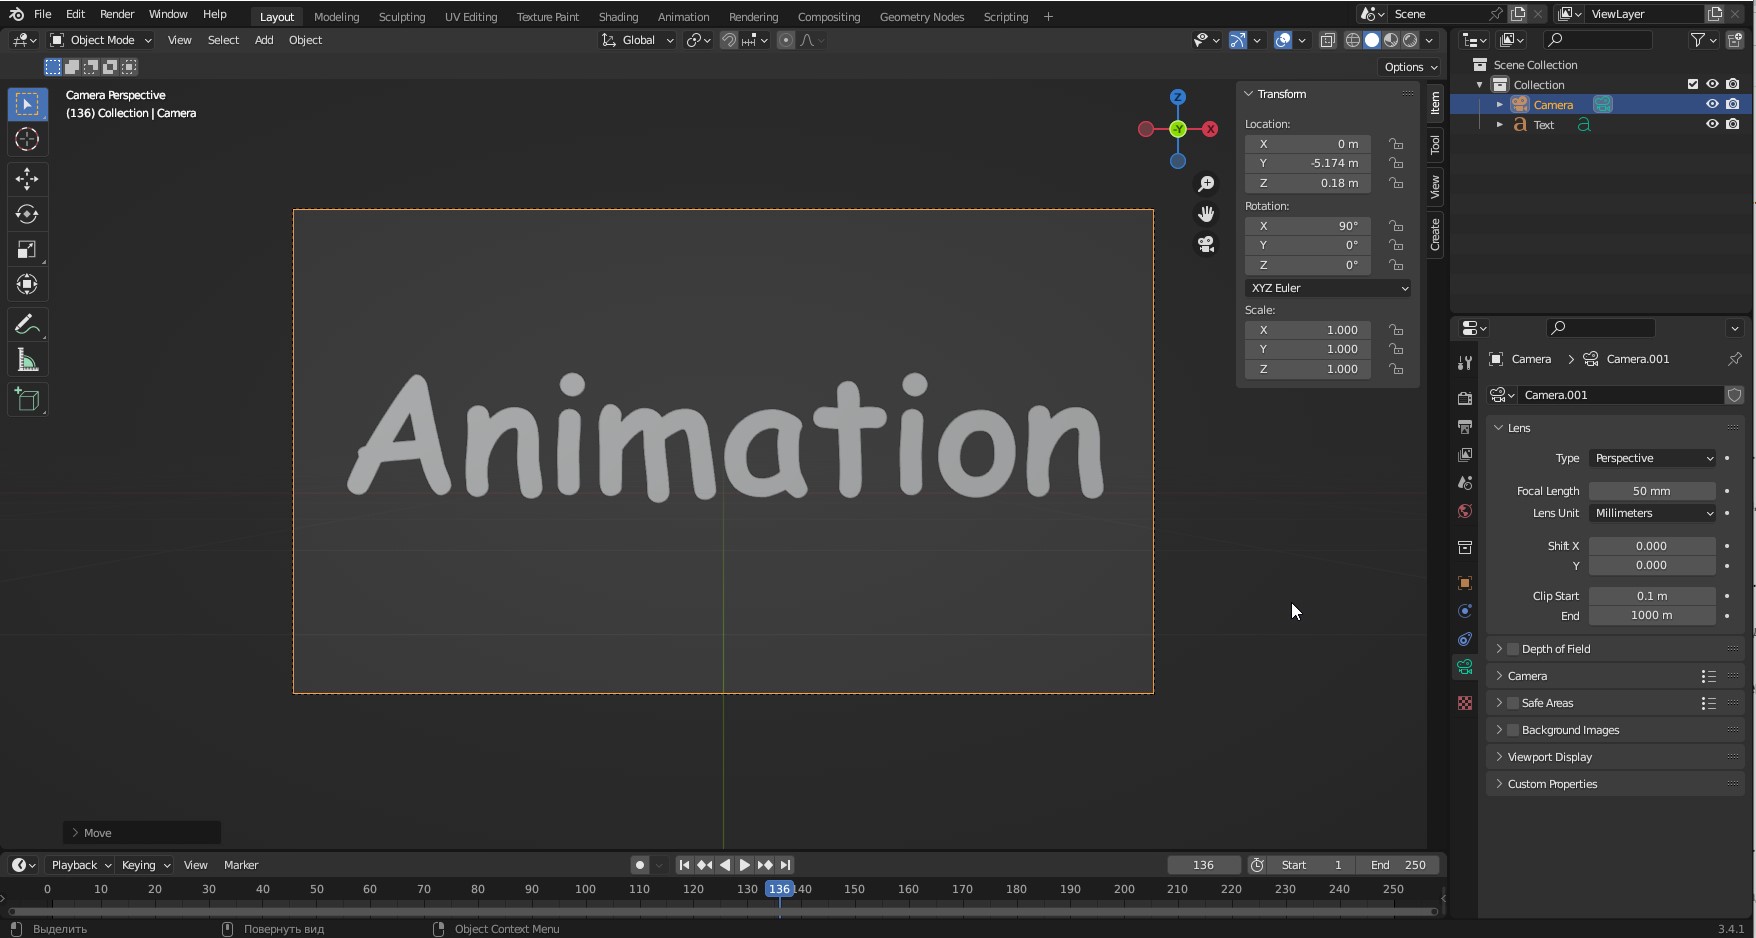 File Edit Render Window Help Layout Modeling Sculpting UV Editing Texture Paint Shading Animation Rendering Compositing Geometry Nodes Scripting + Scene ViewLayer
Object Mode View Select Add Object Global
Options
Camera Perspective
(136) Collection | Camera
Z
-Y X
Animation
Move
Transform
Location:
X 0 m
Y -5.174 m
Z 0.18 m
Rotation:
X 90°
Y 0°
Z 0°
XYZ Euler
Scale:
X 1.000
Y 1.000
Z 1.000
Item
Tool
View
Create
Scene Collection
Collection
Camera
Text
Camera > Camera.001
Camera.001
Lens
Type Perspective
Focal Length 50 mm
Lens Unit Millimeters
Shift X 0.000
Y 0.000
Clip Start 0.1 m
End 1000 m
Depth of Field
Camera
Safe Areas
Background Images
Viewport Display
Custom Properties
Playback Keying View Marker 136 Start 1 End 250
0 10 20 30 40 50 60 70 80 90 100 110 120 130 136 140 150 160 170 180 190 200 210 220 230 240 250
Выделить Повернуть вид Object Context Menu 3.4.1